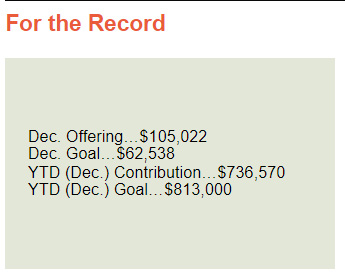 For the Record
Dec. Offering...$105,022
Dec. Goal...$62,538
YTD (Dec.) Contribution...$736,570
YTD (Dec.) Goal...$813,000